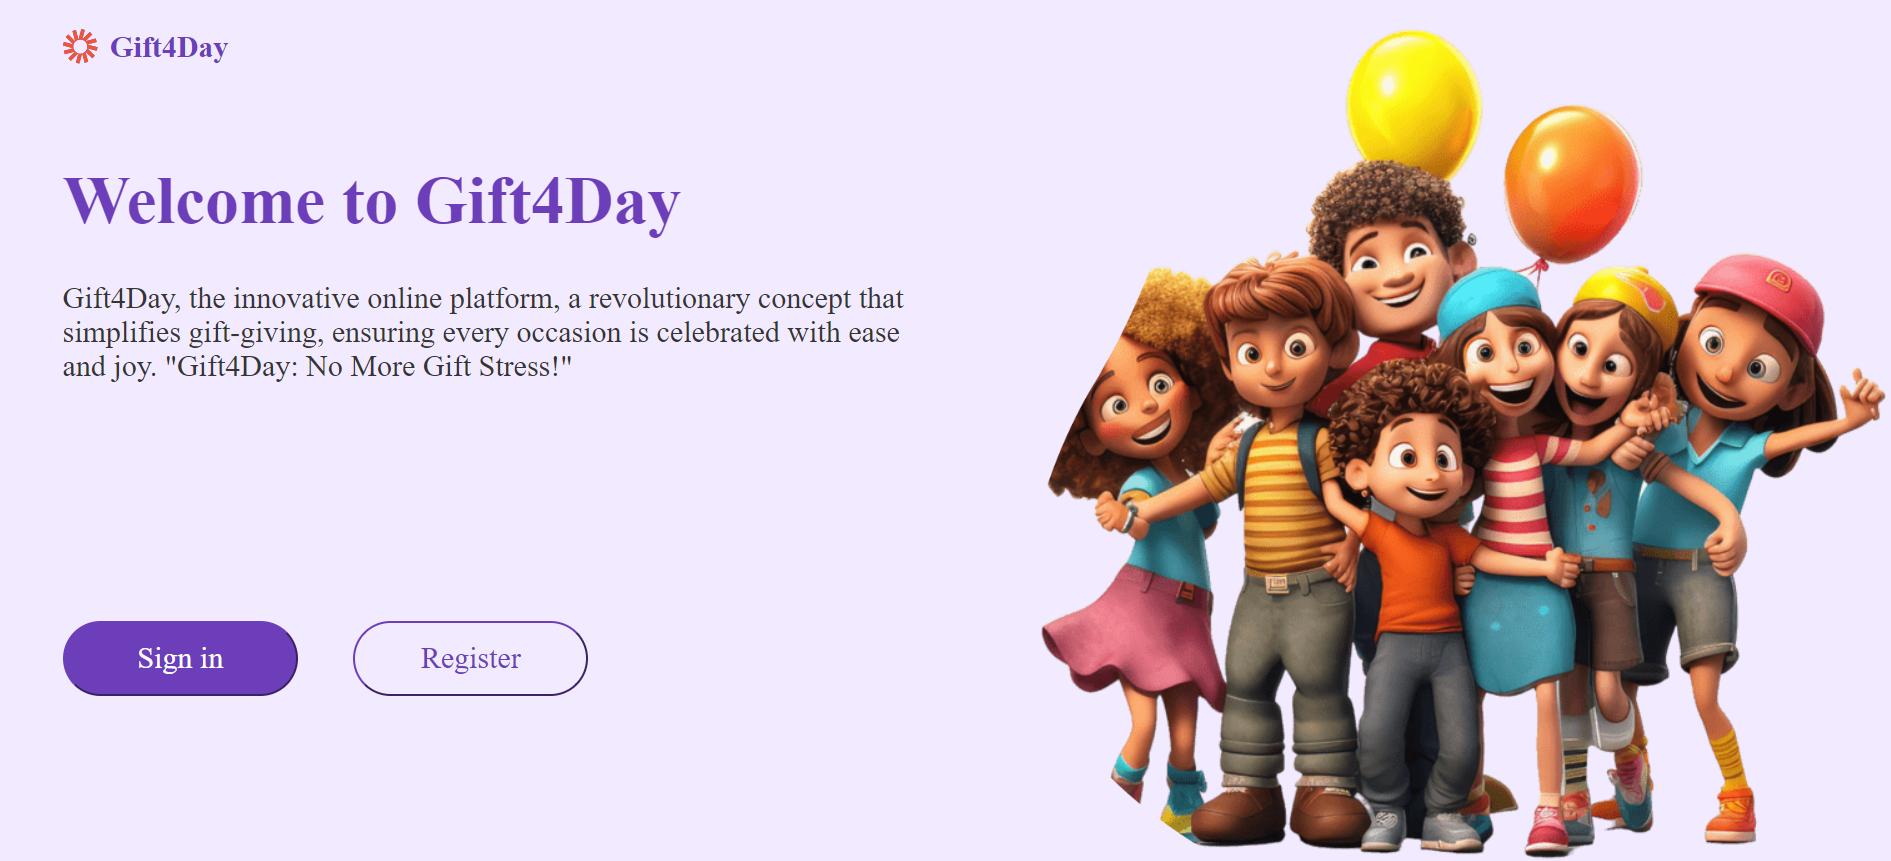 Gift4Day
Welcome to Gift4Day
Gift4Day, the innovative online platform, a revolutionary concept that
simplifies gift-giving, ensuring every occasion is celebrated with ease
and joy. "Gift4Day: No More Gift Stress!"
Sign in
Register